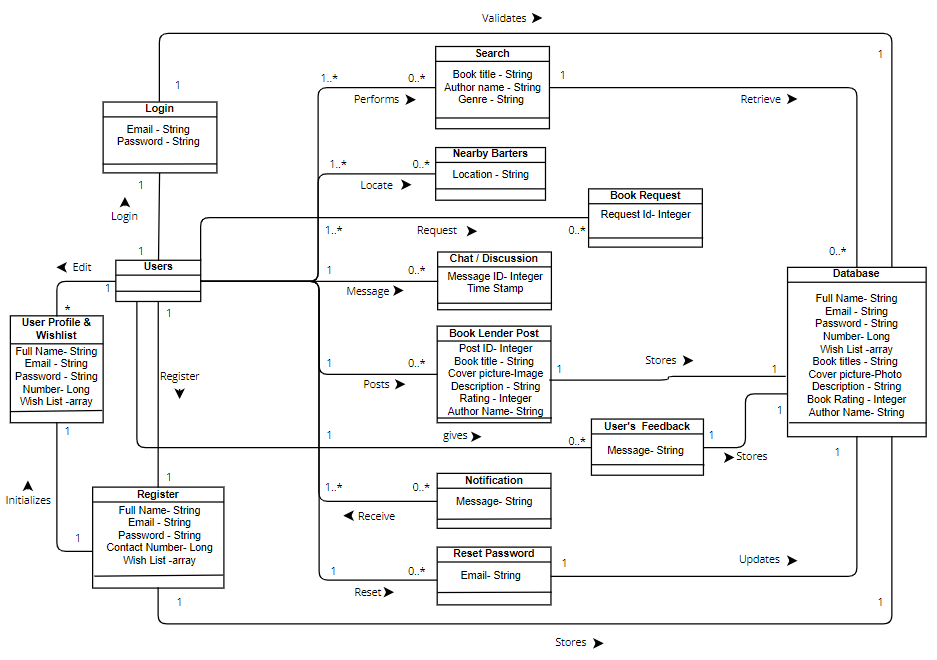 Validates
1
1
Login
Email - String
Password - String
1
Login
1
Search
Book title - String
Author name - String
Genre - String
1..*
0..*
Performs
1
Retrieve
Nearby Barters
Location - String
1..*
0..*
Locate
Book Request
Request Id- Integer
1..*
Request
0..*
Chat / Discussion
Message ID- Integer
Time Stamp
1
0..*
Message
Users
Edit
1
*
User Profile &
Wishlist
Full Name- String
Email - String
Password - String
Number- Long
Wish List -array
1
Initializes
1
1
Register
1
Register
Full Name- String
Email - String
Password - String
Contact Number- Long
Wish List -array
1
Book Lender Post
Post ID- Integer
Book title - String
Cover picture-Image
Description - String
Rating - Integer
Author Name- String
1
0..*
Posts
1
Stores
1
0..*
Database
Full Name- String
Email - String
Password - String
Number- Long
Wish List -array
Book titles - String
Cover picture-Photo
Description - String
Book Rating - Integer
Author Name- String
1
gives
0..*
User's Feedback
Message- String
1
Stores
1
1
Notification
Message- String
1..*
0..*
Receive
Reset Password
Email- String
1
0..*
Reset
1
Updates
1
Stores